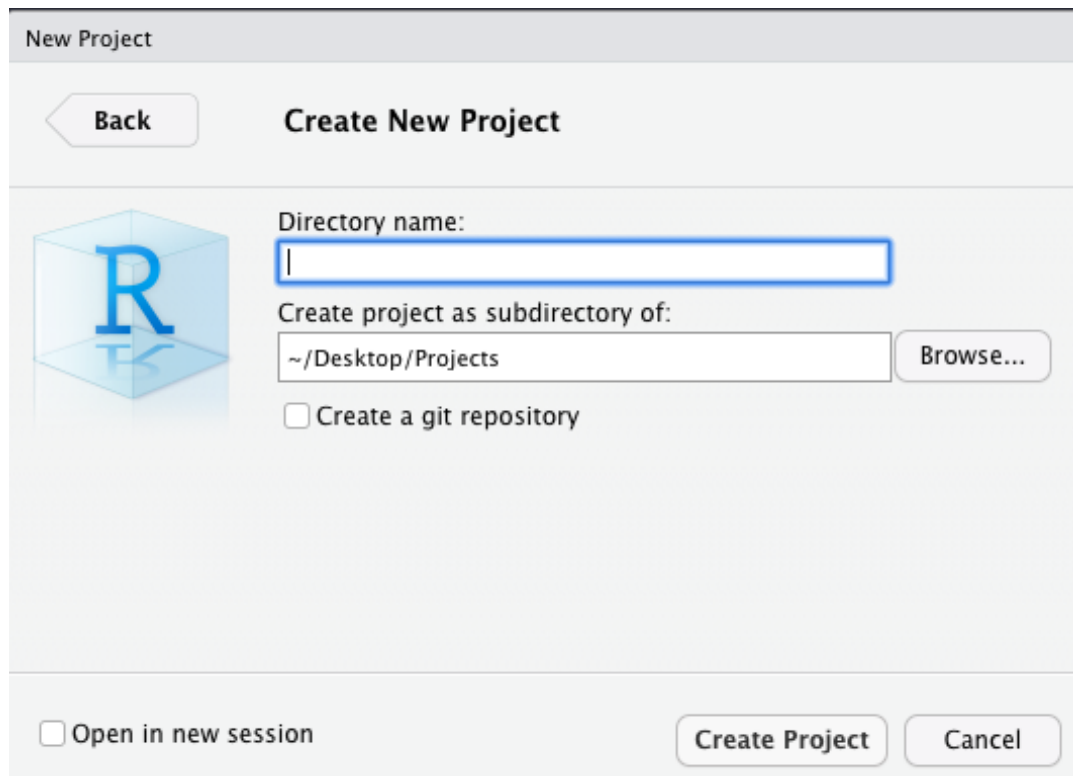 New Project
Back
Create New Project
R
Directory name:
Create project as subdirectory of:
~/Desktop/Projects
Browse...
Create a git repository
Open in new session
Create Project
Cancel